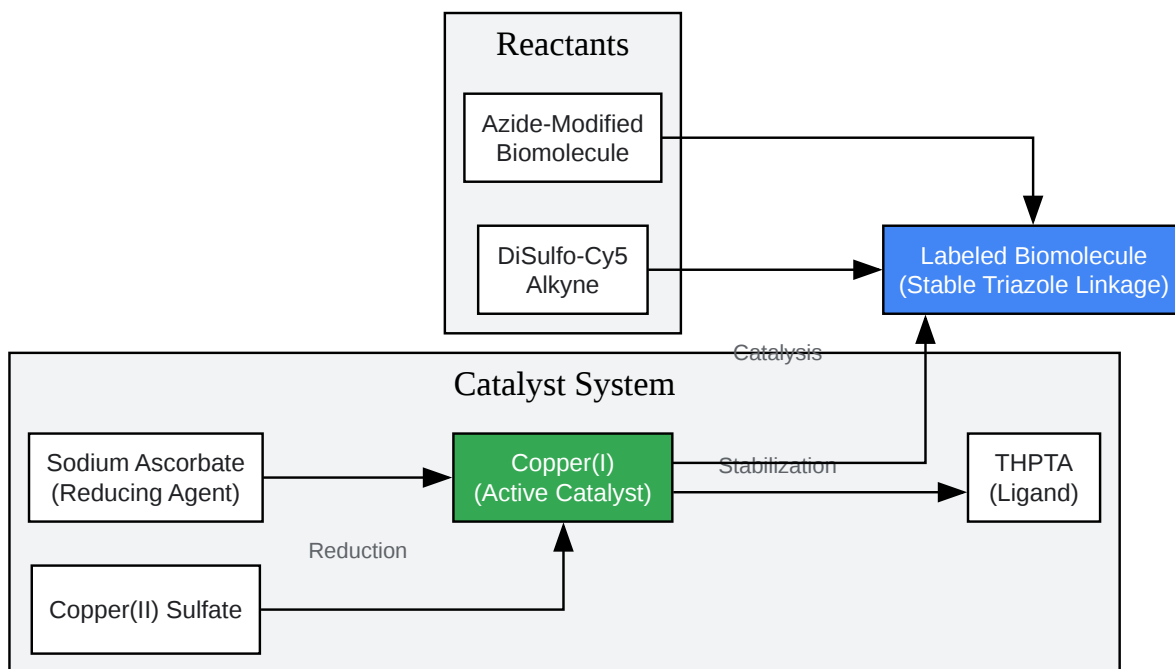 Reactants
Azide-Modified
Biomolecule
DiSulfo-Cy5
Alkyne
Labeled Biomolecule
(Stable Triazole Linkage)
Catalysis
Catalyst System
Sodium Ascorbate
(Reducing Agent)
Copper(I)
(Active Catalyst)
Stabilization
THPTA
(Ligand)
Reduction
Copper(II) Sulfate